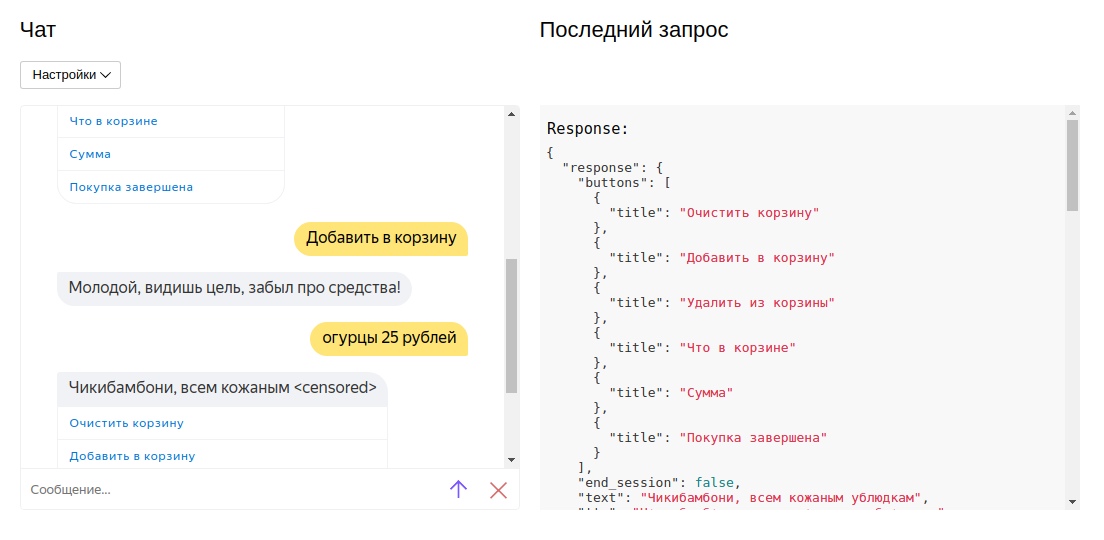 Чат
Настройки
Что в корзине
Сумма
Покупка завершена
Добавить в корзину
Молодой, видишь цель, забыл про средства!
огурцы 25 рублей
Чикибамбони, всем кожаным <censored>
Очистить корзину
Добавить в корзину
Сообщение...
Последний запрос
Response:
{
"response": {
"buttons": [
{
"title": "Очистить корзину"
},
{
"title": "Добавить в корзину"
},
{
"title": "Удалить из корзины"
},
{
"title": "Что в корзине"
},
{
"title": "Сумма"
},
{
"title": "Покупка завершена"
}
],
"end_session": false,
"text": "Чикибамбони, всем кожаным ублюдкам",